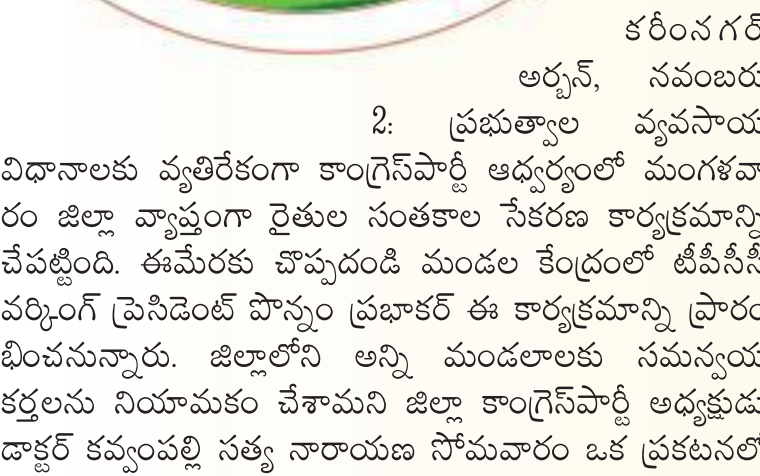 కరీంనగర్
అర్బన్, నవంబరు
2: ప్రభుత్వాల వ్యవసాయ
విధానాలకు వ్యతిరేకంగా కాంగ్రెస్‌పార్టీ ఆధ్వర్యంలో మంగళవా
రం జిల్లా వ్యాప్తంగా రైతుల సంతకాల సేకరణ కార్యక్రమాన్ని
చేపట్టింది. ఈమేరకు చొప్పదండి మండల కేంద్రంలో టీపీసీసీ
వర్కింగ్ ప్రెసిడెంట్ పొన్నం ప్రభాకర్ ఈ కార్యక్రమాన్ని ప్రారం
భించనున్నారు. జిల్లాలోని అన్ని మండలాలకు సమన్వయ
కర్తలను నియామకం చేశామని జిల్లా కాంగ్రెస్‌పార్టీ అధ్యక్షుడు
డాక్టర్ కవ్వంపల్లి సత్య నారాయణ సోమవారం ఒక ప్రకటనలో